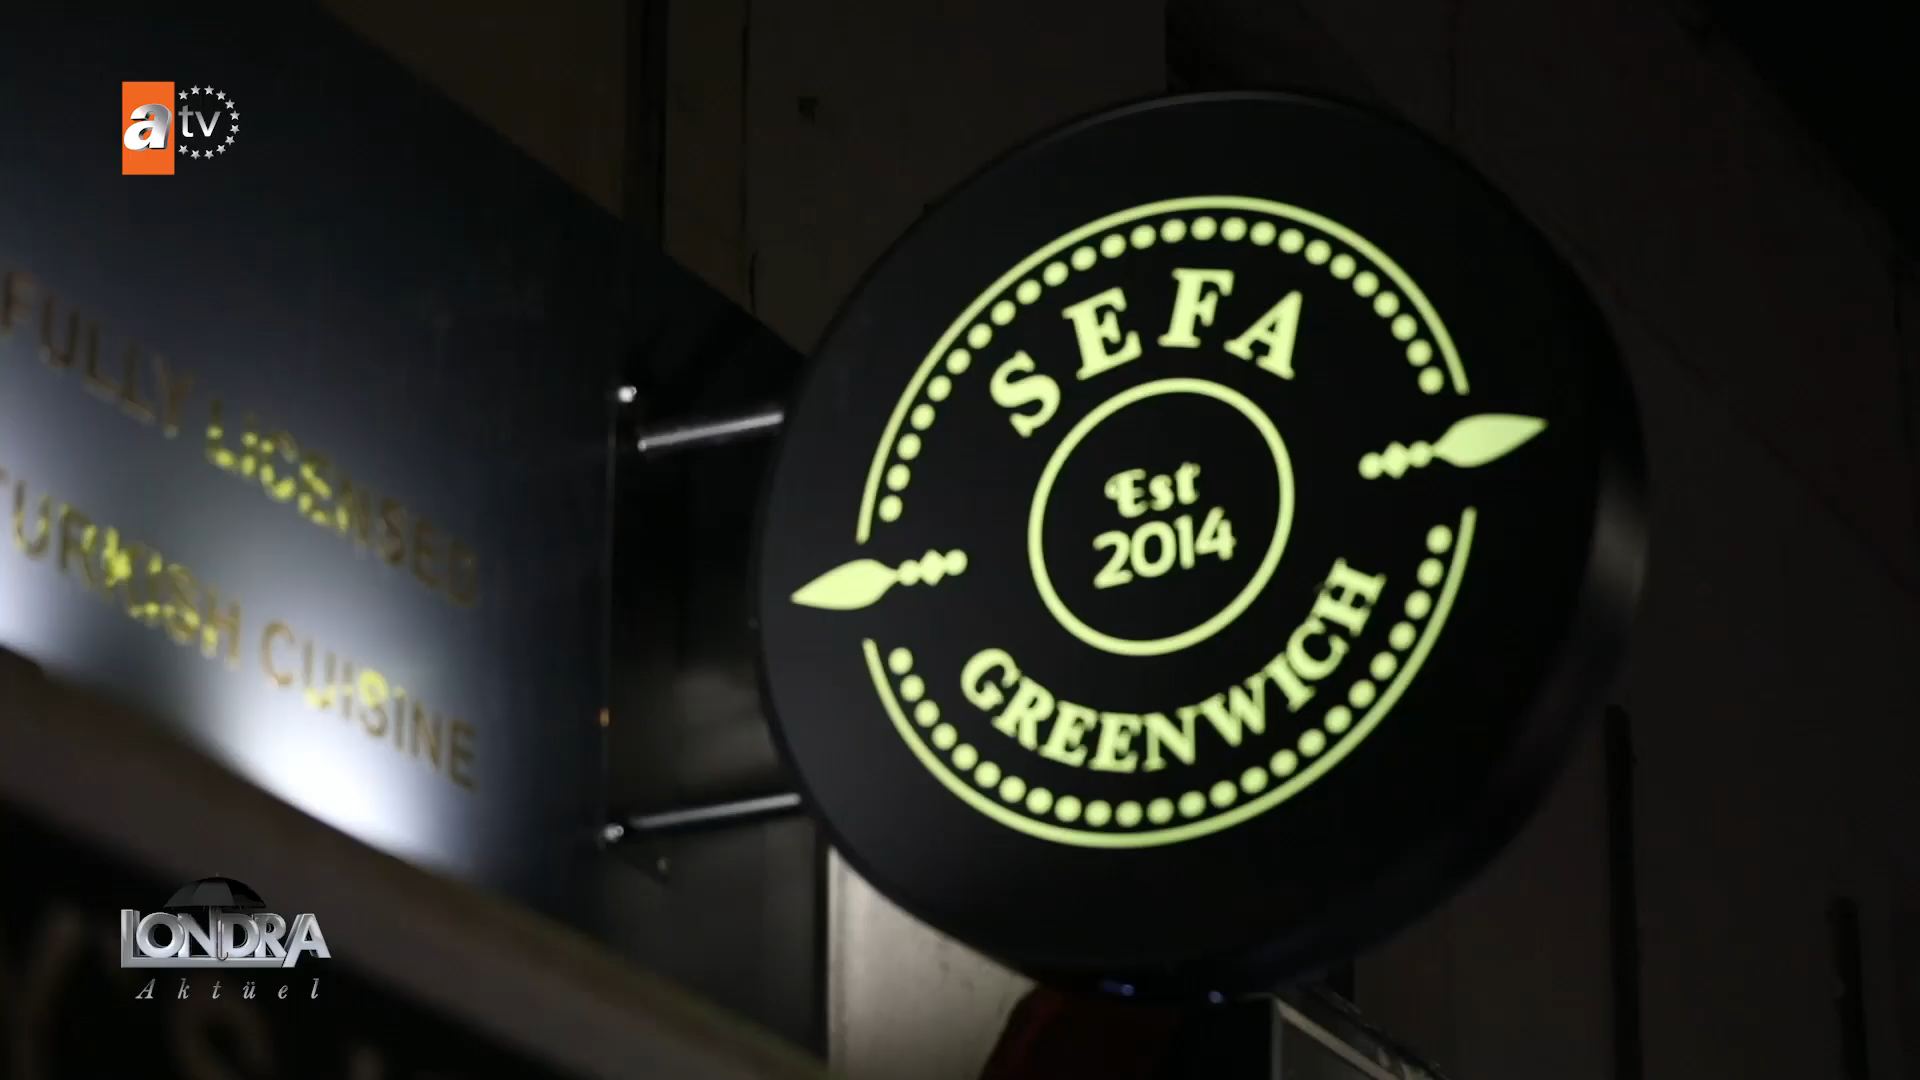 atv
FULLY LICENSED
TURKISH CUISINE
SEFA
Est
2014
GREENWICH
LONDRA
Aktüel